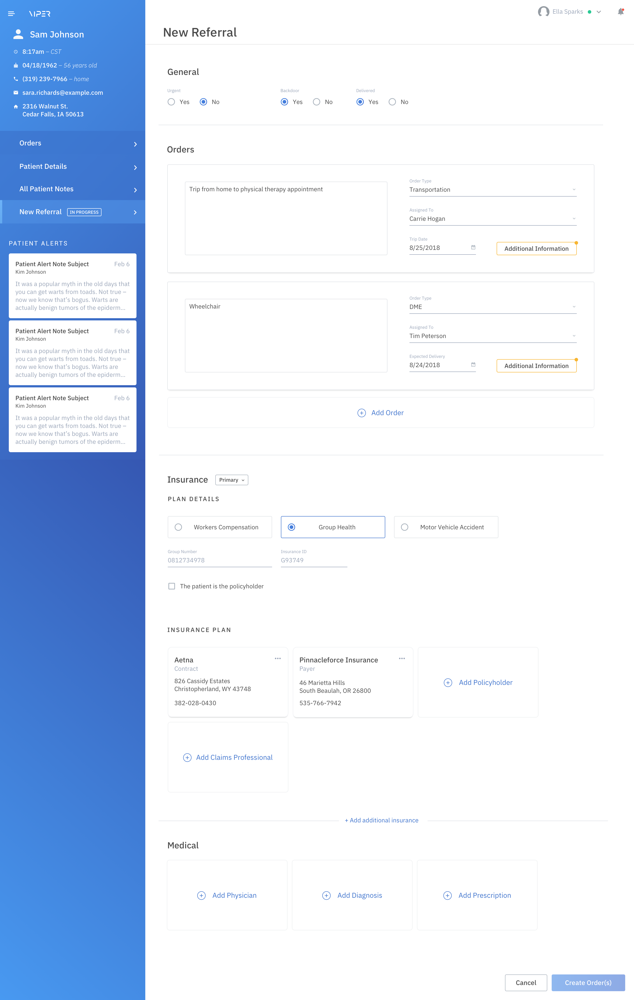 VIPER
Sam Johnson
8:17am – CST
04/18/1962 – 56 years old
(319) 239-7966 – home
sara.richards@example.com
2316 Walnut St.
Cedar Falls, IA 50613
Orders
Patient Details
All Patient Notes
New Referral IN PROGRESS
PATIENT ALERTS
Patient Alert Note Subject Feb 6
Kim Johnson
It was a popular myth in the old days that
you can get warts from toads. Not true –
now we know that’s bogus. Warts are
actually benign tumors of the epiderm...
Patient Alert Note Subject Feb 6
Kim Johnson
It was a popular myth in the old days that
you can get warts from toads. Not true –
now we know that’s bogus. Warts are
actually benign tumors of the epiderm...
Patient Alert Note Subject Feb 6
Kim Johnson
It was a popular myth in the old days that
you can get warts from toads. Not true –
now we know that’s bogus. Warts are
actually benign tumors of the epiderm...
Ella Sparks
New Referral
General
Urgent Backdoor Delivered
Yes No Yes No Yes No
Orders
Trip from home to physical therapy appointment
Order Type
Transportation
Assigned To
Carrie Hogan
Trip Date
8/25/2018 Additional Information
Wheelchair
Order Type
DME
Assigned To
Tim Peterson
Expected Delivery
8/24/2018 Additional Information
Add Order
Insurance Primary
PLAN DETAILS
Workers Compensation Group Health Motor Vehicle Accident
Group Number Insurance ID
0812734978 G93749
The patient is the policyholder
INSURANCE PLAN
Aetna
Contract
826 Cassidy Estates
Christopherland, WY 43748
382-028-0430
Pinnacleforce Insurance
Payer
46 Marietta Hills
South Beaulah, OR 26800
535-766-7942
Add Policyholder
Add Claims Professional
+ Add additional insurance
Medical
Add Physician Add Diagnosis Add Prescription
Cancel Create Order(s)